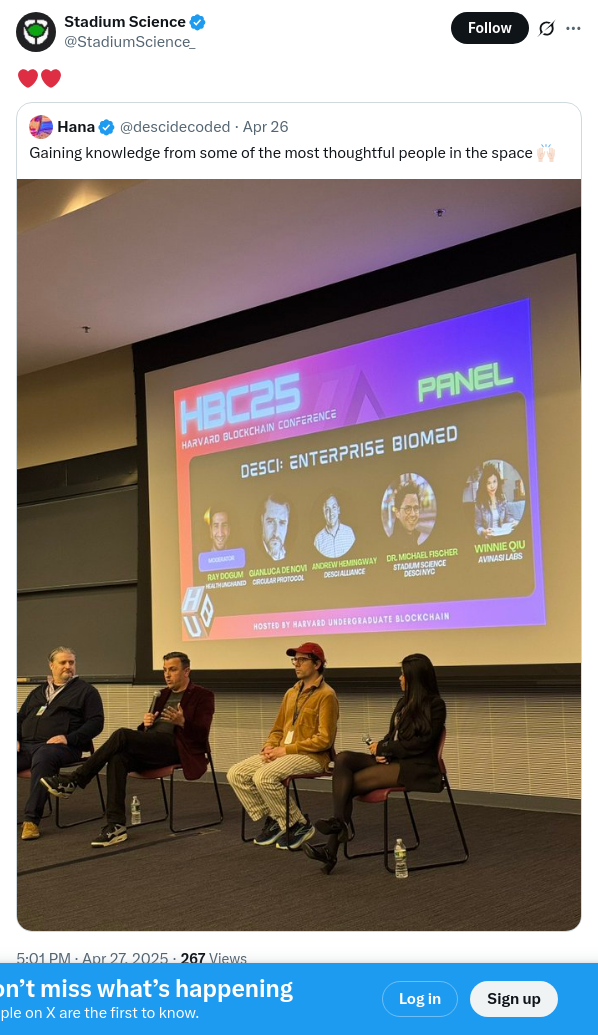 Stadium Science
@StadiumScience_
Follow
Hana @descidecoded · Apr 26
Gaining knowledge from some of the most thoughtful people in the space
HBC25
HARVARD BLOCKCHAIN CONFERENCE
PANEL
DESCI: ENTERPRISE BIOMED
MODERATOR
RAY DOGUM
HEALTH UNCHAINED
GIANLUCA DE NOVI
CIRCULAR PROTOCOL
ANDREW HEMINGWAY
DESCI ALLIANCE
DR. MICHAEL FISCHER
STADIUM SCIENCE
DESCI NYC
WINNIE QIU
AVINASI LABS
HUB
HOSTED BY HARVARD UNDERGRADUATE BLOCKCHAIN
5:01 PM · Apr 27, 2025 · 267 Views
on't miss what's happening
ple on X are the first to know.
Log in
Sign up